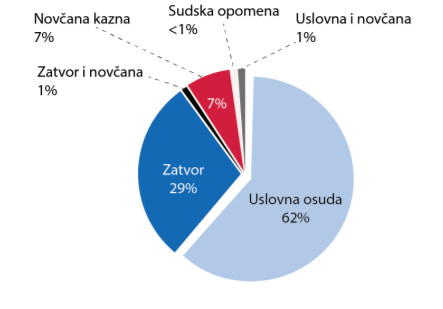 Sudska opomena
<1%
Novčana kazna
7%
Uslovna i novčana
1%
Zatvor i novčana
1%
7%
Zatvor
29%
Uslovna osuda
62%